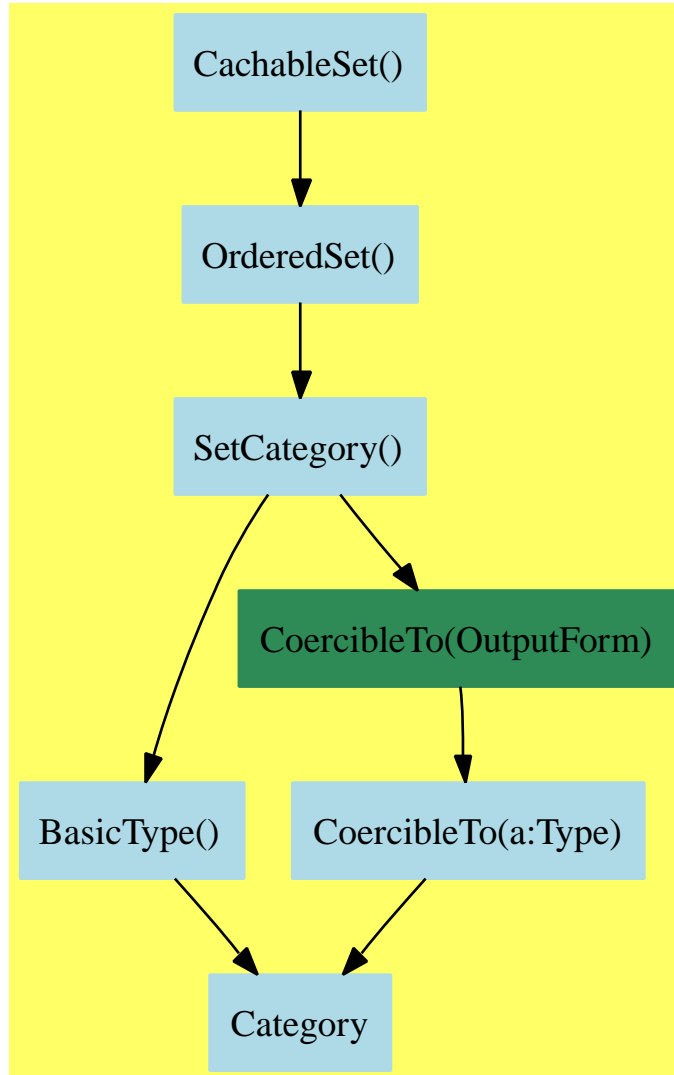 CachableSet()
OrderedSet()
SetCategory()
CoercibleTo(OutputForm)
BasicType()
CoercibleTo(a:Type)
Category